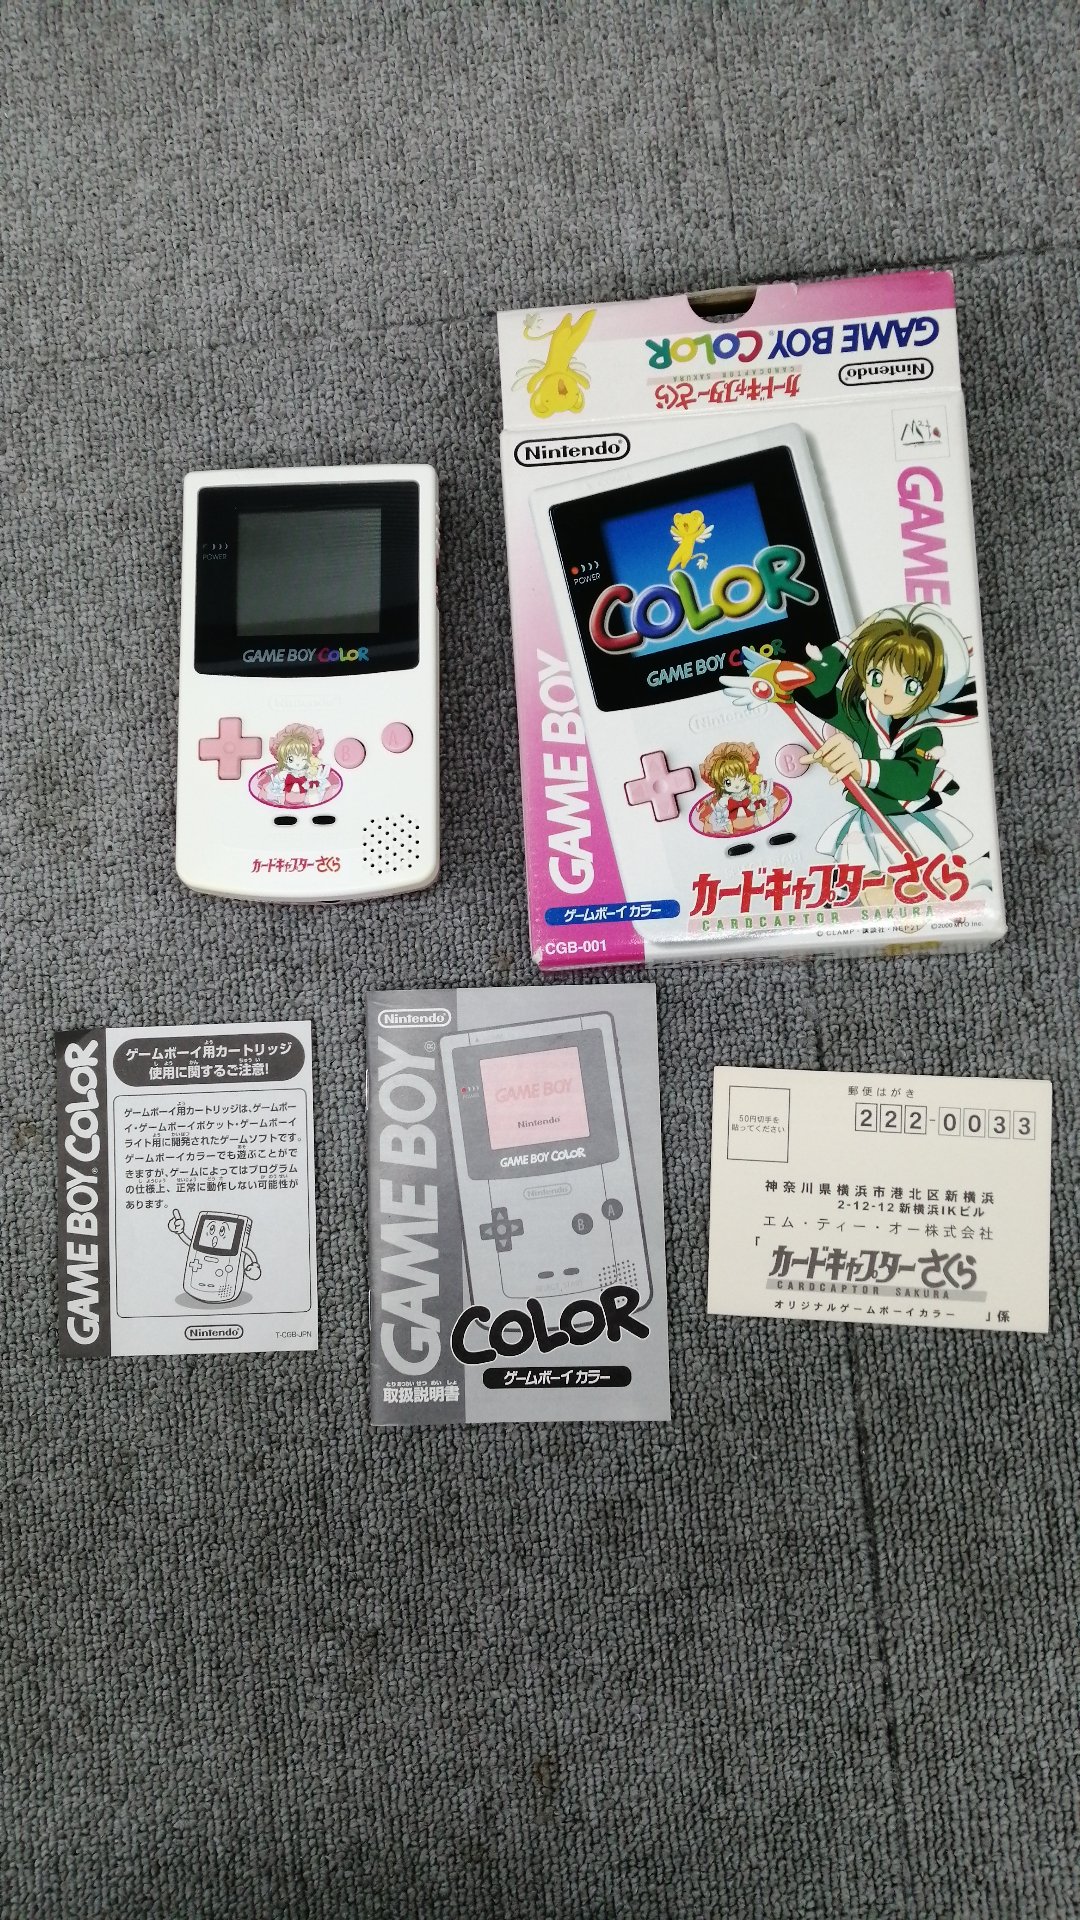 GAME BOY COLOR
Nintendo®
カードキャプターさくら
CARDCAPTOR SAKURA
Nintendo®
GAME
POWER
COLOR
GAME BOY COLOR
Nintendo
B
GAME BOY
カードキャプターさくら
CARDCAPTOR SAKURA
ゲームボーイカラー
© CLAMP・講談社・NEP21 ©2000 MTO Inc.
CGB-001
POWER
GAME BOY COLOR
Nintendo
B
A
カードキャプターさくら
GAME BOY COLOR
ゲームボーイ用カートリッジ
使用に関するご注意!
ゲームボーイ用カートリッジは、ゲームボー
イ・ゲームボーイポケット・ゲームボーイ
ライト用に開発されたゲームソフトです。
ゲームボーイカラーでも遊ぶことがで
きますが、ゲームによってはプログラム
の仕様上、正常に動作しない可能性が
あります。
Nintendo®
T-CGB-JPN
Nintendo®
GAME BOY
GAME BOY
Nintendo
GAME BOY COLOR
Nintendo
B
A
COLOR
ゲームボーイカラー
取扱説明書
郵便はがき
50円切手を
貼ってください
222-0033
神奈川県横浜市港北区新横浜
2-12-12 新横浜IKビル
エム・ティー・オー株式会社
「カードキャプターさくら
CARDCAPTOR SAKURA
オリジナルゲームボーイカラー 」係